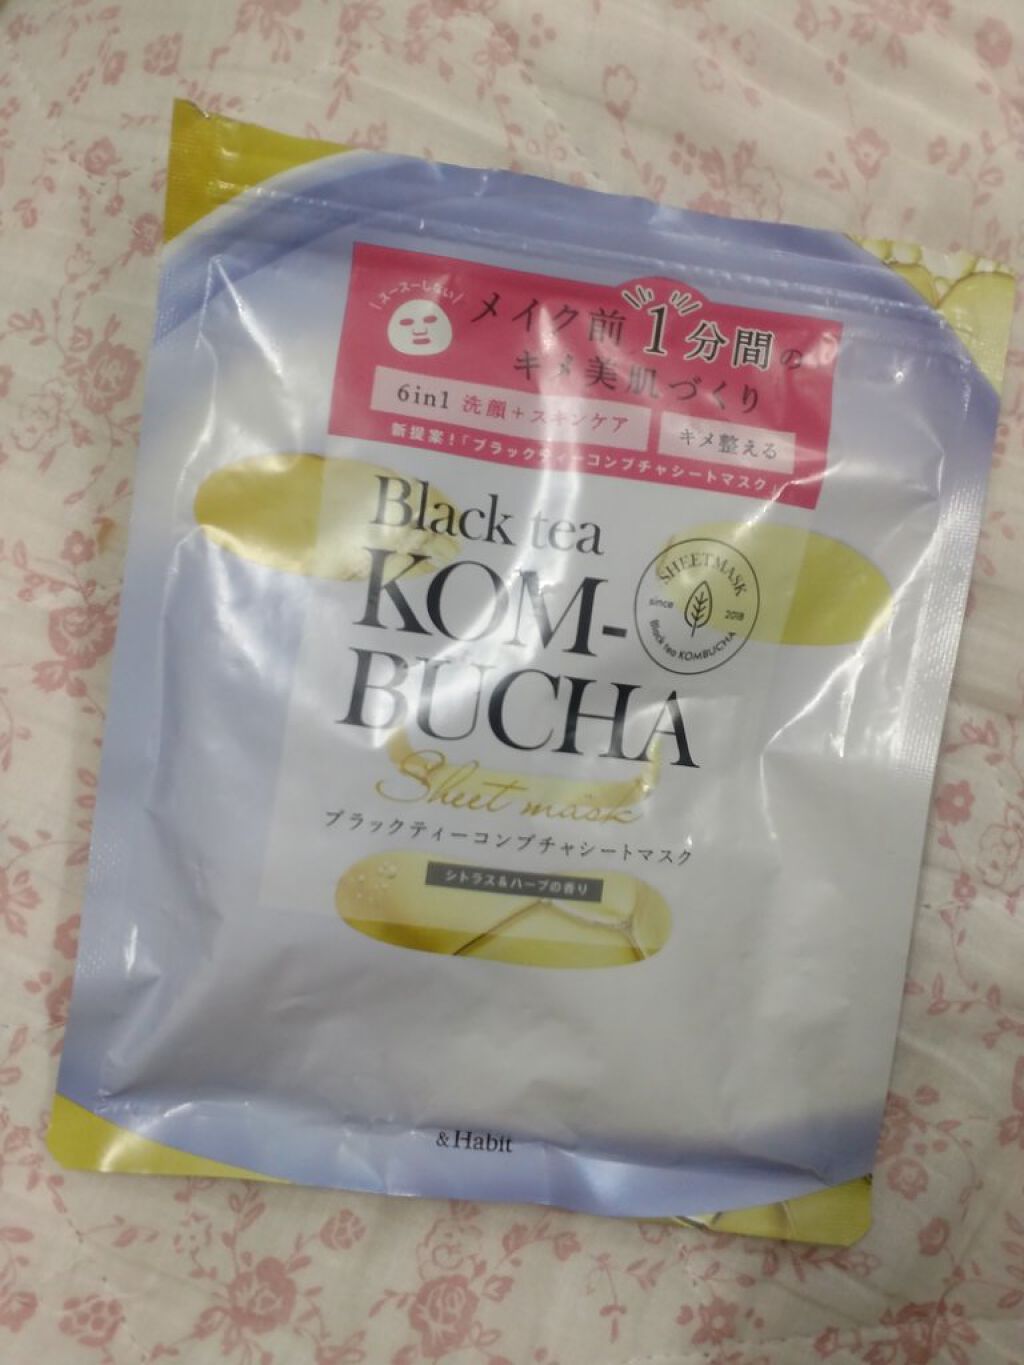 スースーしない
メイク前1分間の
キメ美肌づくり
6in1 洗顔+スキンケア
キメ整える
新提案!「ブラックティーコンブチャシートマスク」
Black tea
KOM-
BUCHA
SHEETMASK
since 2018
Black tea KOMBUCHA
Sheet mask
ブラックティーコンブチャシートマスク
シトラス&ハーブの香り
&Habit